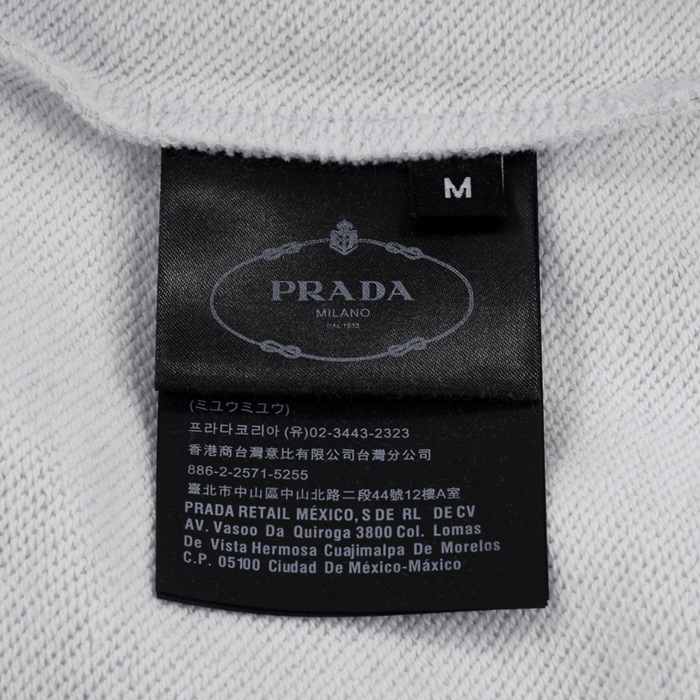 M
PRADA
MILANO
DAL 1913
(ミュウミュウ)
프라다코리아 (유)02-3443-2323
香港商台灣意比有限公司台灣分公司
886-2-2571-5255
臺北市中山區中山北路二段44號12樓A室
PRADA RETAIL MÉXICO, S DE RL DE CV
AV. Vasoo Da Quiroga 3800 Col. Lomas
De Vista Hermosa Cuajimalpa De Morelos
C.P. 05100 Ciudad De México-México